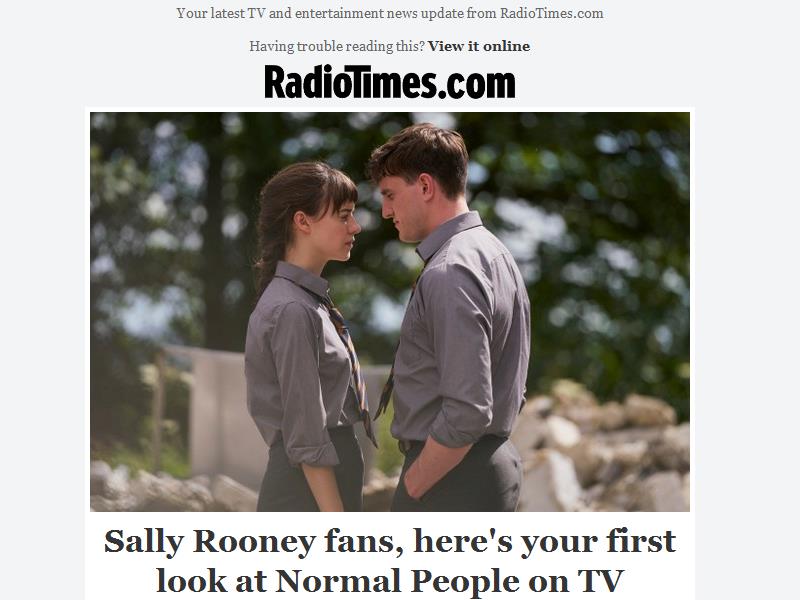 Your latest TV and entertainment news update from RadioTimes.com
Having trouble reading this? View it online
RadioTimes.com
Sally Rooney fans, here's your first
look at Normal People on TV